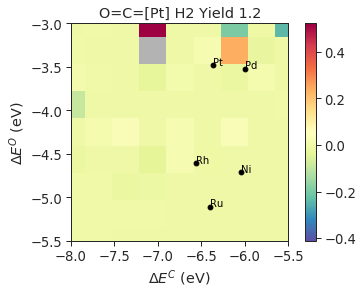 O=C=[Pt] H2 Yield 1.2
−3.0
−3.5
−4.0
−4.5
−5.0
−5.5
ΔE^O (eV)
Pt
Pd
Rh
Ni
Ru
−8.0 −7.5 −7.0 −6.5 −6.0 −5.5
ΔE^C (eV)
0.4
0.2
0.0
−0.2
−0.4